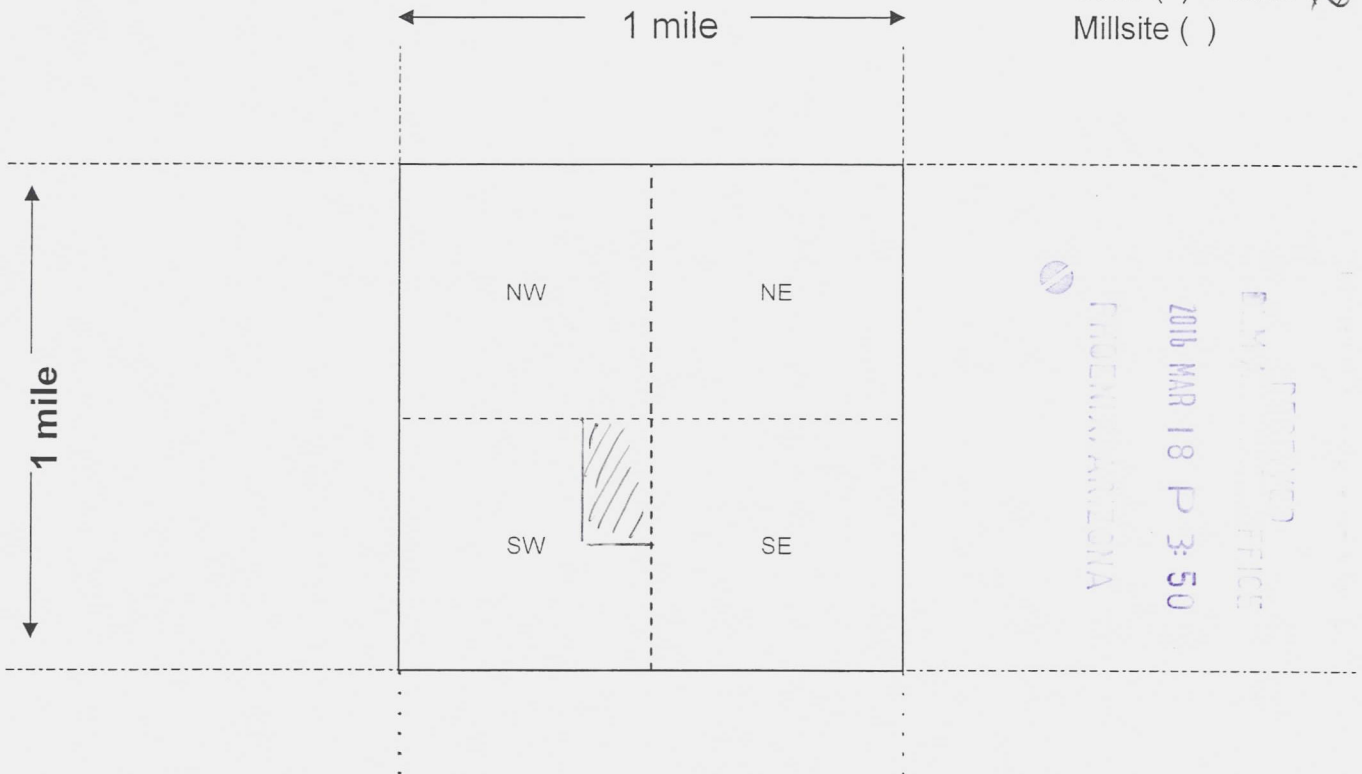 1 mile
Millsite ( )
1 mile
NW
NE
SW
SE
2016 MAR 18 P 3:50
PHOENIX, ARIZONA